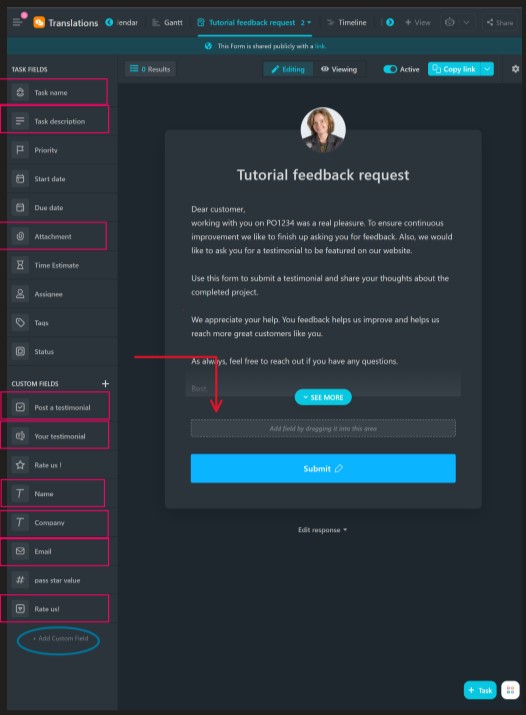 Translations
lendar
Gantt
Tutorial feedback request 2
Timeline
+ View
Share
This Form is shared publicly with a link.
TASK FIELDS
0 Results
Editing
Viewing
Active
Copy link
Task name
Task description
Priority
Start date
Due date
Attachment
Time Estimate
Assignee
Tags
Status
CUSTOM FIELDS +
Post a testimonial
Your testimonial
Rate us !
Name
Company
Email
pass star value
Rate us!
+ Add Custom Field
Tutorial feedback request
Dear customer,
working with you on PO1234 was a real pleasure. To ensure continuous
improvement we like to finish up asking you for feedback. Also, we would
like to ask you for a testimonial to be featured on our website.
Use this form to submit a testimonial and share your thoughts about the
completed project.
We appreciate your help. You feedback helps us improve and helps us
reach more great customers like you.
As always, feel free to reach out if you have any questions.
Best,
SEE MORE
Add field by dragging it into this area
Submit
Edit response
+ Task